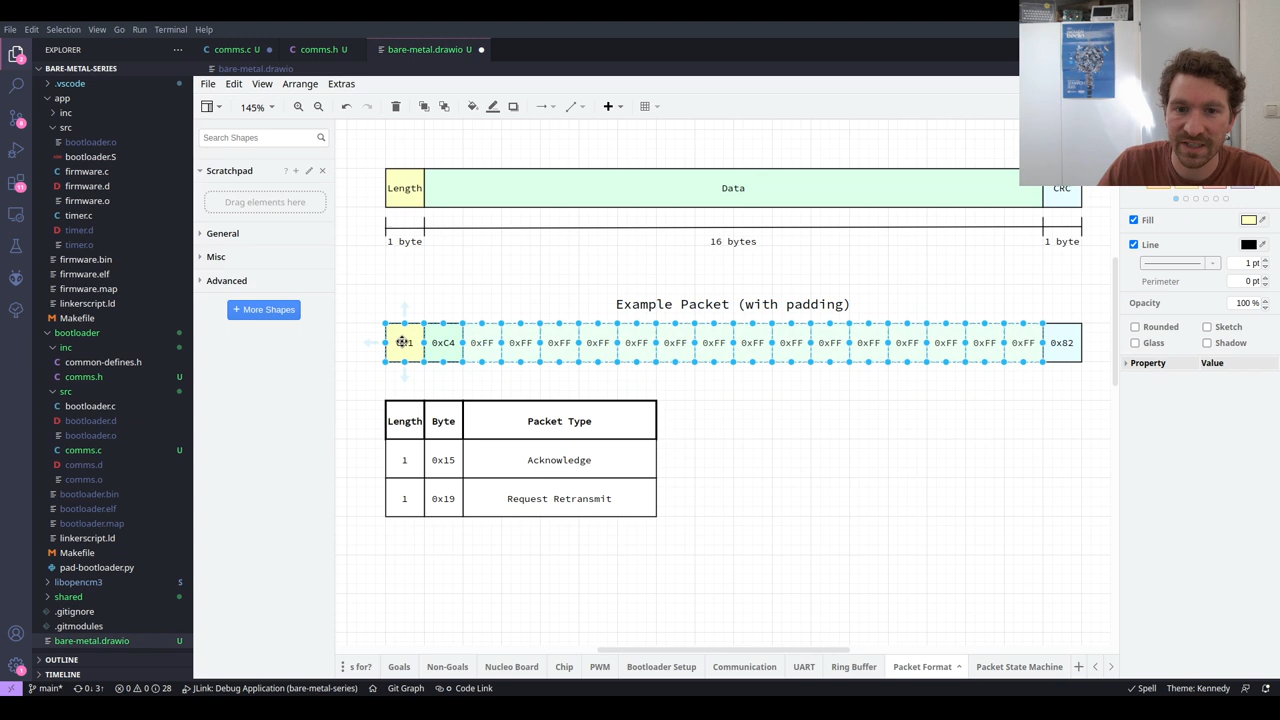 File Edit Selection View Go Run Terminal Help
EXPLORER
comms.c U
comms.h U
bare-metal.drawio U
BARE-METAL-SERIES
bare-metal.drawio
.vscode
app
inc
src
bootloader.o
bootloader.S
firmware.c
firmware.d
firmware.o
timer.c
timer.d
timer.o
firmware.bin
firmware.elf
firmware.map
linkerscript.ld
Makefile
bootloader
inc
common-defines.h
comms.h U
src
bootloader.c
bootloader.d
bootloader.o
comms.c U
comms.d
comms.o
bootloader.bin
bootloader.elf
bootloader.map
linkerscript.ld
Makefile
pad-bootloader.py
libopencm3 S
shared
.gitignore
.gitmodules
bare-metal.drawio U
OUTLINE
TIMELINE
File Edit View Arrange Extras
145%
Search Shapes
Scratchpad
Drag elements here
General
Misc
Advanced
+ More Shapes
Length Data CRC
1 byte 16 bytes 1 byte
Example Packet (with padding)
0xC4 0xFF 0xFF 0xFF 0xFF 0xFF 0xFF 0xFF 0xFF 0xFF 0xFF 0xFF 0xFF 0xFF 0xFF 0xFF 0x82
Length Byte Packet Type
1 0x15 Acknowledge
1 0x19 Request Retransmit
Fill
Line
1 pt
Perimeter 0 pt
Opacity 100 %
Rounded Sketch
Glass Shadow
Property Value
s for? Goals Non-Goals Nucleo Board Chip PWM Bootloader Setup Communication UART Ring Buffer Packet Format Packet State Machine
main* 0↓ 3↑ 0 0 28 JLink: Debug Application (bare-metal-series) Git Graph Code Link Spell Theme: Kennedy